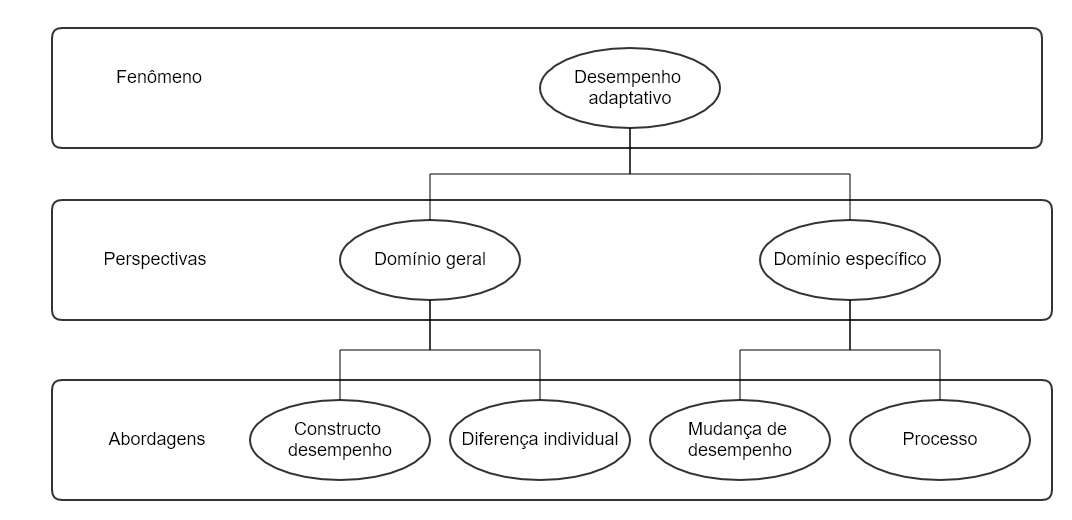 Fenômeno
Desempenho
adaptativo
Perspectivas
Domínio geral
Domínio específico
Abordagens
Constructo
desempenho
Diferença individual
Mudança de
desempenho
Processo